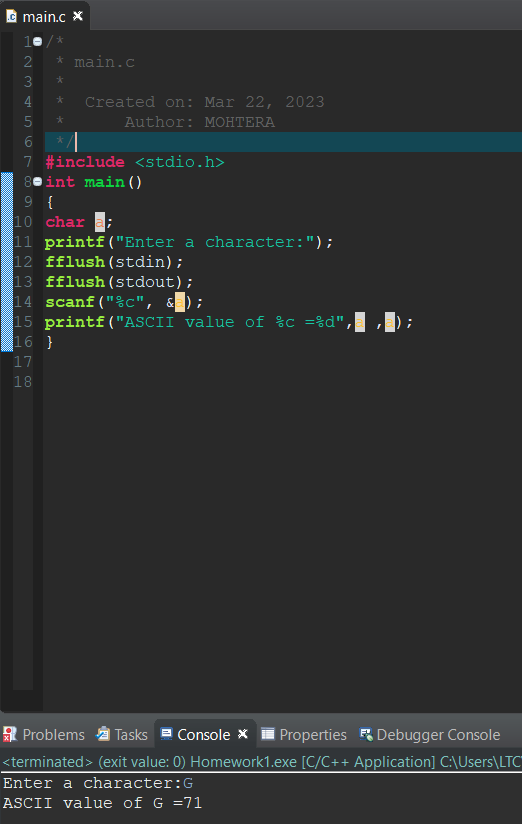 main.c
1 /*
2  * main.c
3  *
4  *  Created on: Mar 22, 2023
5  *      Author: MOHTERA
6  */
7 #include <stdio.h>
8 int main()
9 {
10 char a;
11 printf("Enter a character:");
12 fflush(stdin);
13 fflush(stdout);
14 scanf("%c", &a);
15 printf("ASCII value of %c =%d",a ,a);
16 }
17
18
Problems Tasks Console Properties Debugger Console
<terminated> (exit value: 0) Homework1.exe [C/C++ Application] C:\Users\LTC
Enter a character:G
ASCII value of G =71